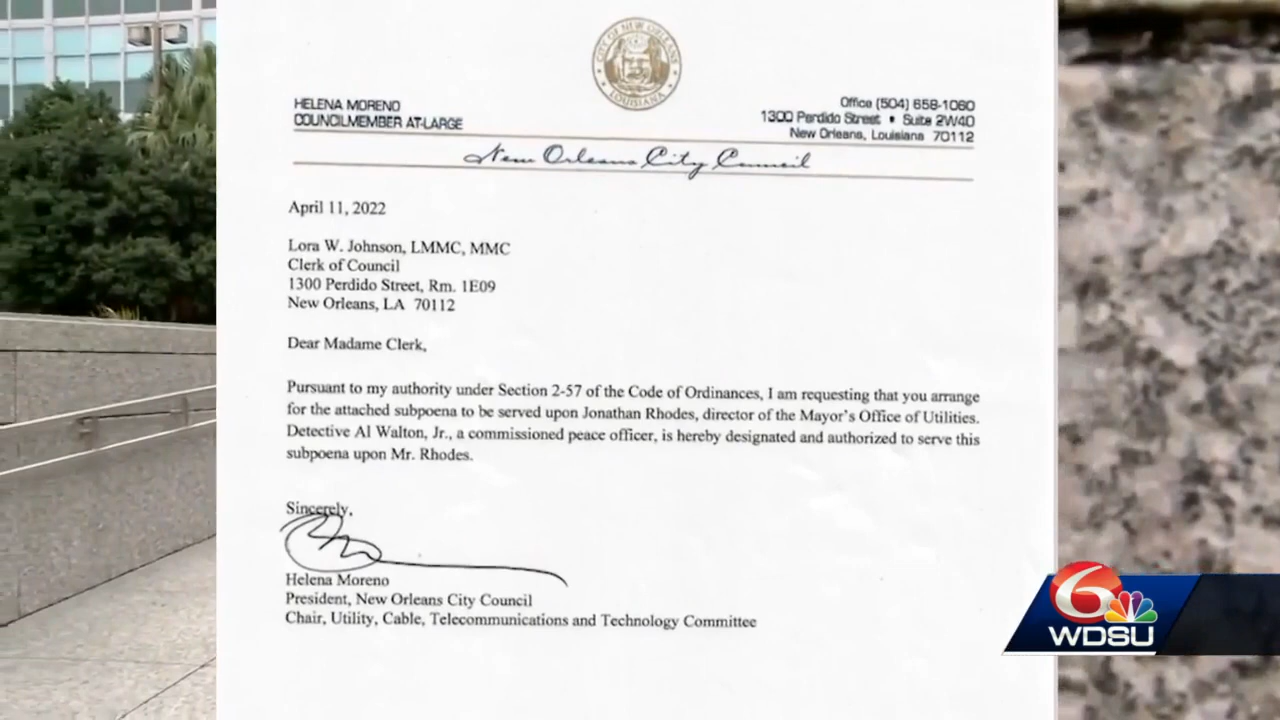 CITY OF NEW ORLEANS
LOUISIANA
HELENA MORENO
COUNCILMEMBER AT-LARGE
Office (504) 658-1060
1300 Perdido Street • Suite 2W40
New Orleans, Louisiana 70112
New Orleans City Council
April 11, 2022
Lora W. Johnson, LMMC, MMC
Clerk of Council
1300 Perdido Street, Rm. 1E09
New Orleans, LA 70112
Dear Madame Clerk,
Pursuant to my authority under Section 2-57 of the Code of Ordinances, I am requesting that you arrange
for the attached subpoena to be served upon Jonathan Rhodes, director of the Mayor's Office of Utilities.
Detective Al Walton, Jr., a commissioned peace officer, is hereby designated and authorized to serve this
subpoena upon Mr. Rhodes.
Sincerely,
Helena Moreno
President, New Orleans City Council
Chair, Utility, Cable, Telecommunications and Technology Committee
6
WDSU